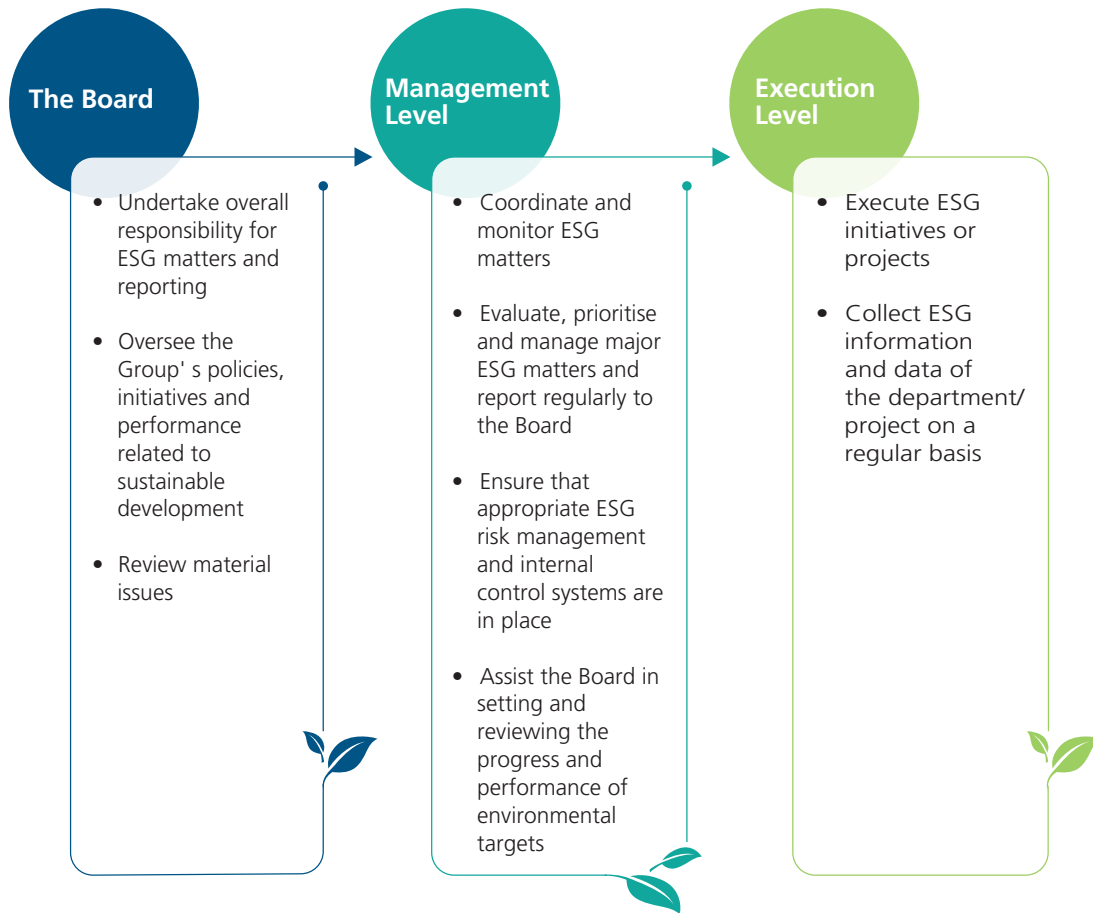 The Board
• Undertake overall
responsibility for
ESG matters and
reporting
• Oversee the
Group' s policies,
initiatives and
performance
related to
sustainable
development
• Review material
issues
Management
Level
• Coordinate and
monitor ESG
matters
• Evaluate, prioritise
and manage major
ESG matters and
report regularly to
the Board
• Ensure that
appropriate ESG
risk management
and internal
control systems are
in place
• Assist the Board in
setting and
reviewing the
progress and
performance of
environmental
targets
Execution
Level
• Execute ESG
initiatives or
projects
• Collect ESG
information
and data of
the department/
project on a
regular basis